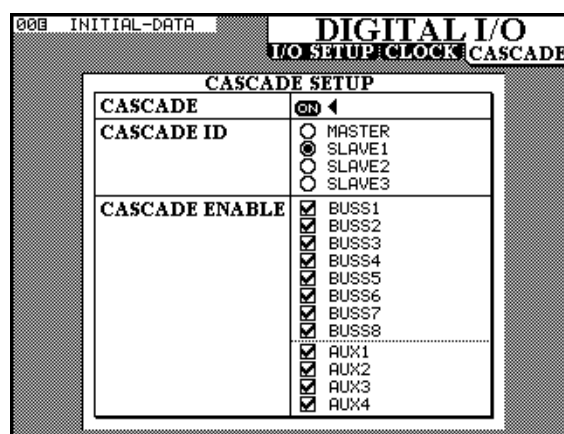 00B INITIAL-DATA
DIGITAL I/O
I/O SETUP CLOCK CASCADE
CASCADE SETUP
CASCADE ON
CASCADE ID MASTER
SLAVE1
SLAVE2
SLAVE3
CASCADE ENABLE BUSS1
BUSS2
BUSS3
BUSS4
BUSS5
BUSS6
BUSS7
BUSS8
AUX1
AUX2
AUX3
AUX4